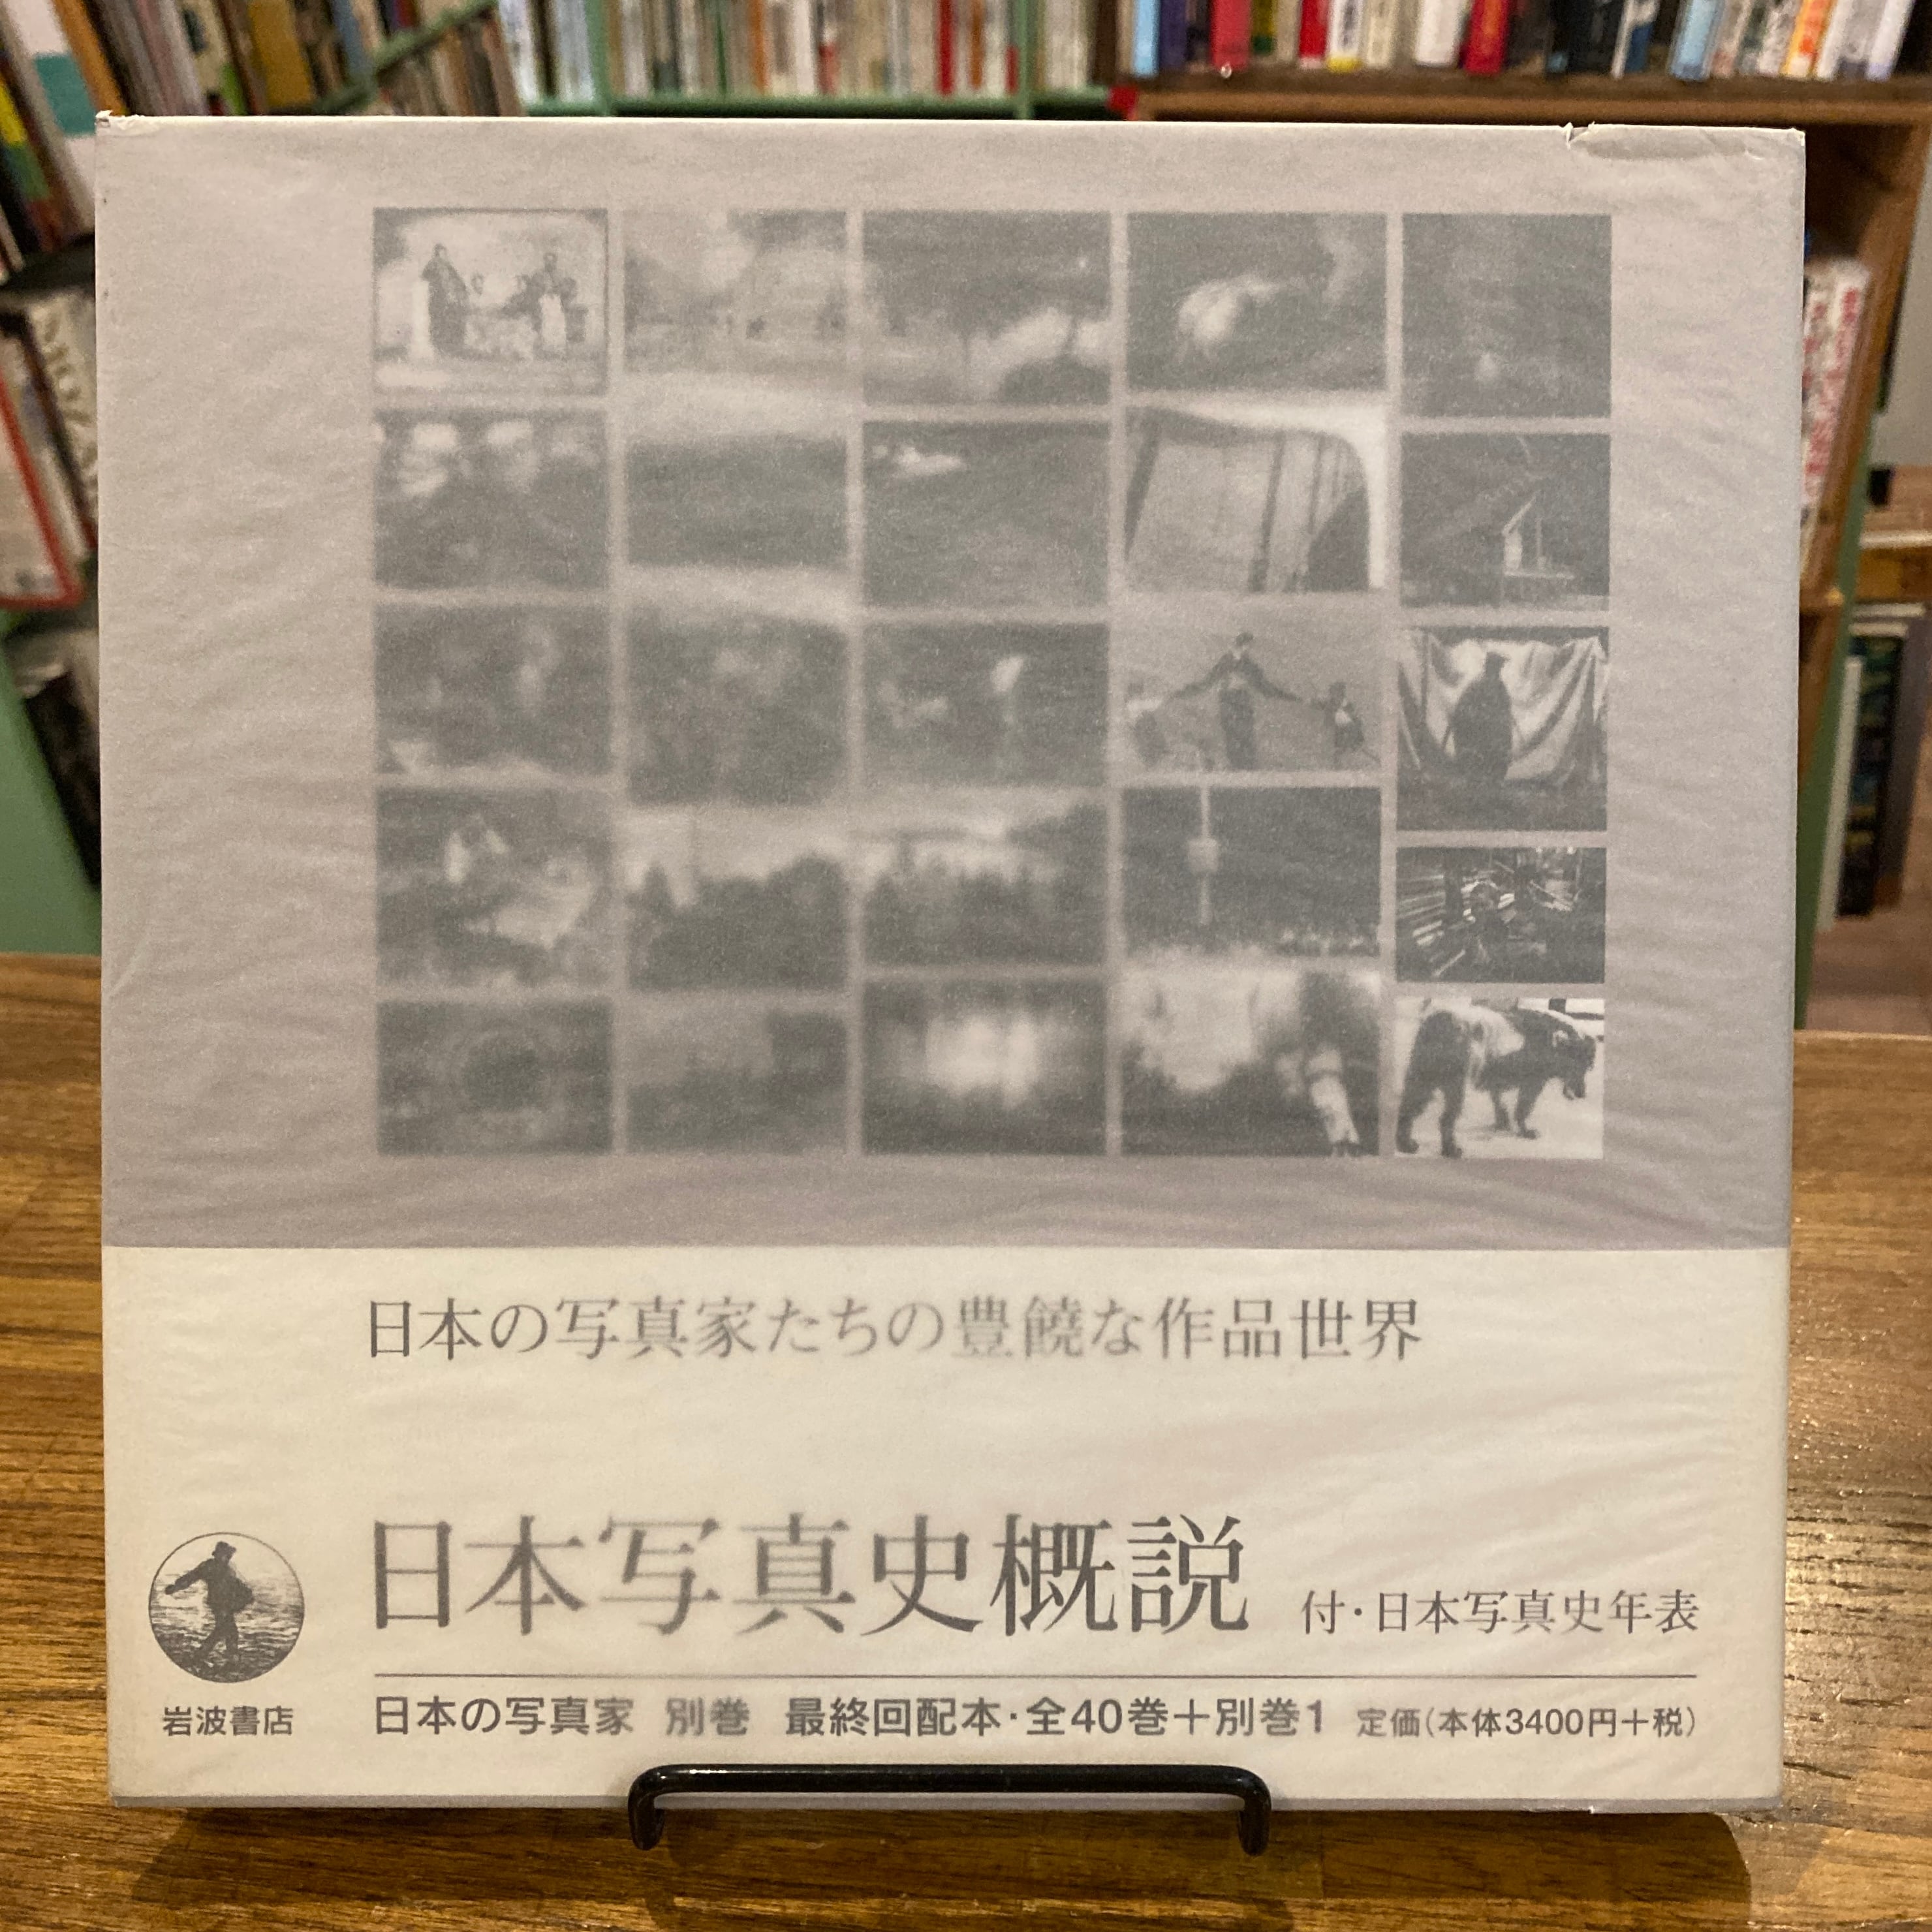 日本の写真家たちの豊饒な作品世界
日本写真史概説 付・日本写真史年表
岩波書店
日本の写真家 別巻 最終回配本・全40巻＋別巻1 定価(本体3400円＋税)